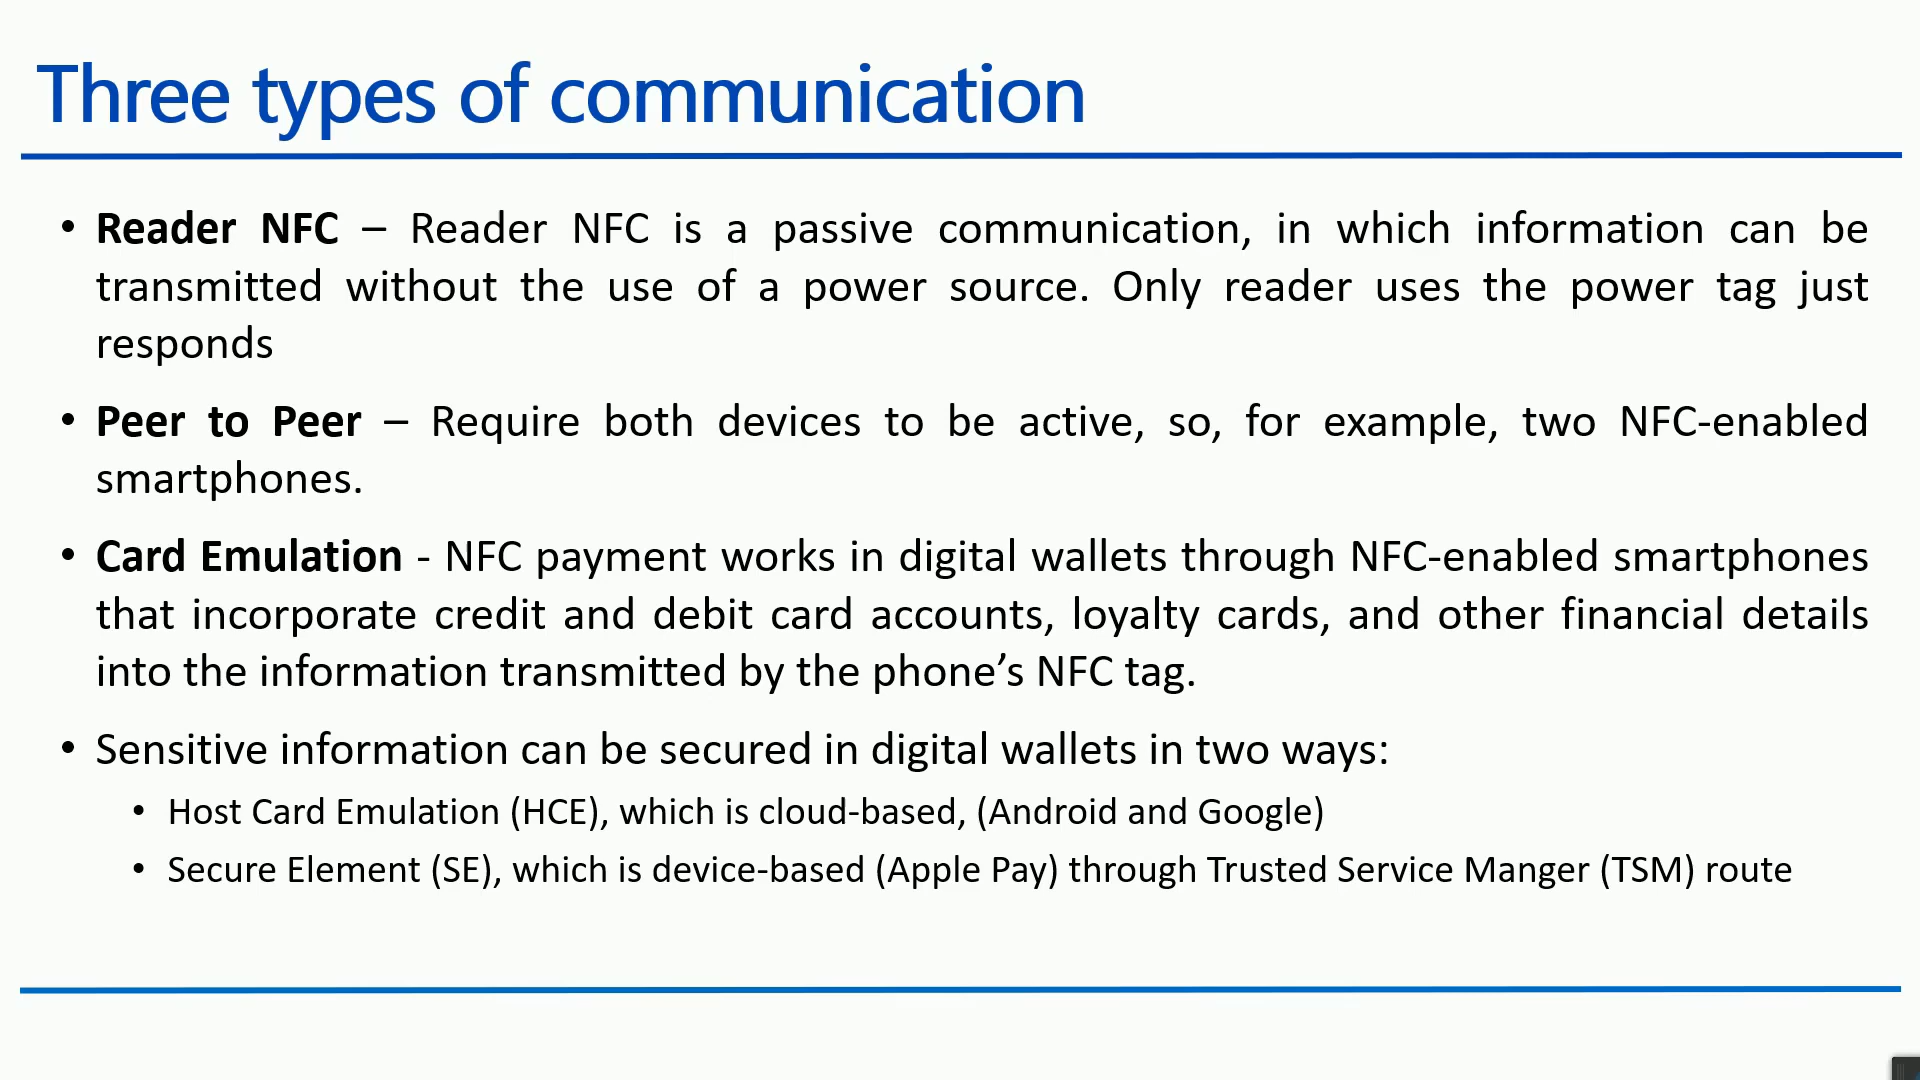 Three types of communication
• Reader NFC – Reader NFC is a passive communication, in which information can be
transmitted without the use of a power source. Only reader uses the power tag just
responds
• Peer to Peer – Require both devices to be active, so, for example, two NFC-enabled
smartphones.
• Card Emulation - NFC payment works in digital wallets through NFC-enabled smartphones
that incorporate credit and debit card accounts, loyalty cards, and other financial details
into the information transmitted by the phone’s NFC tag.
• Sensitive information can be secured in digital wallets in two ways:
• Host Card Emulation (HCE), which is cloud-based, (Android and Google)
• Secure Element (SE), which is device-based (Apple Pay) through Trusted Service Manger (TSM) route